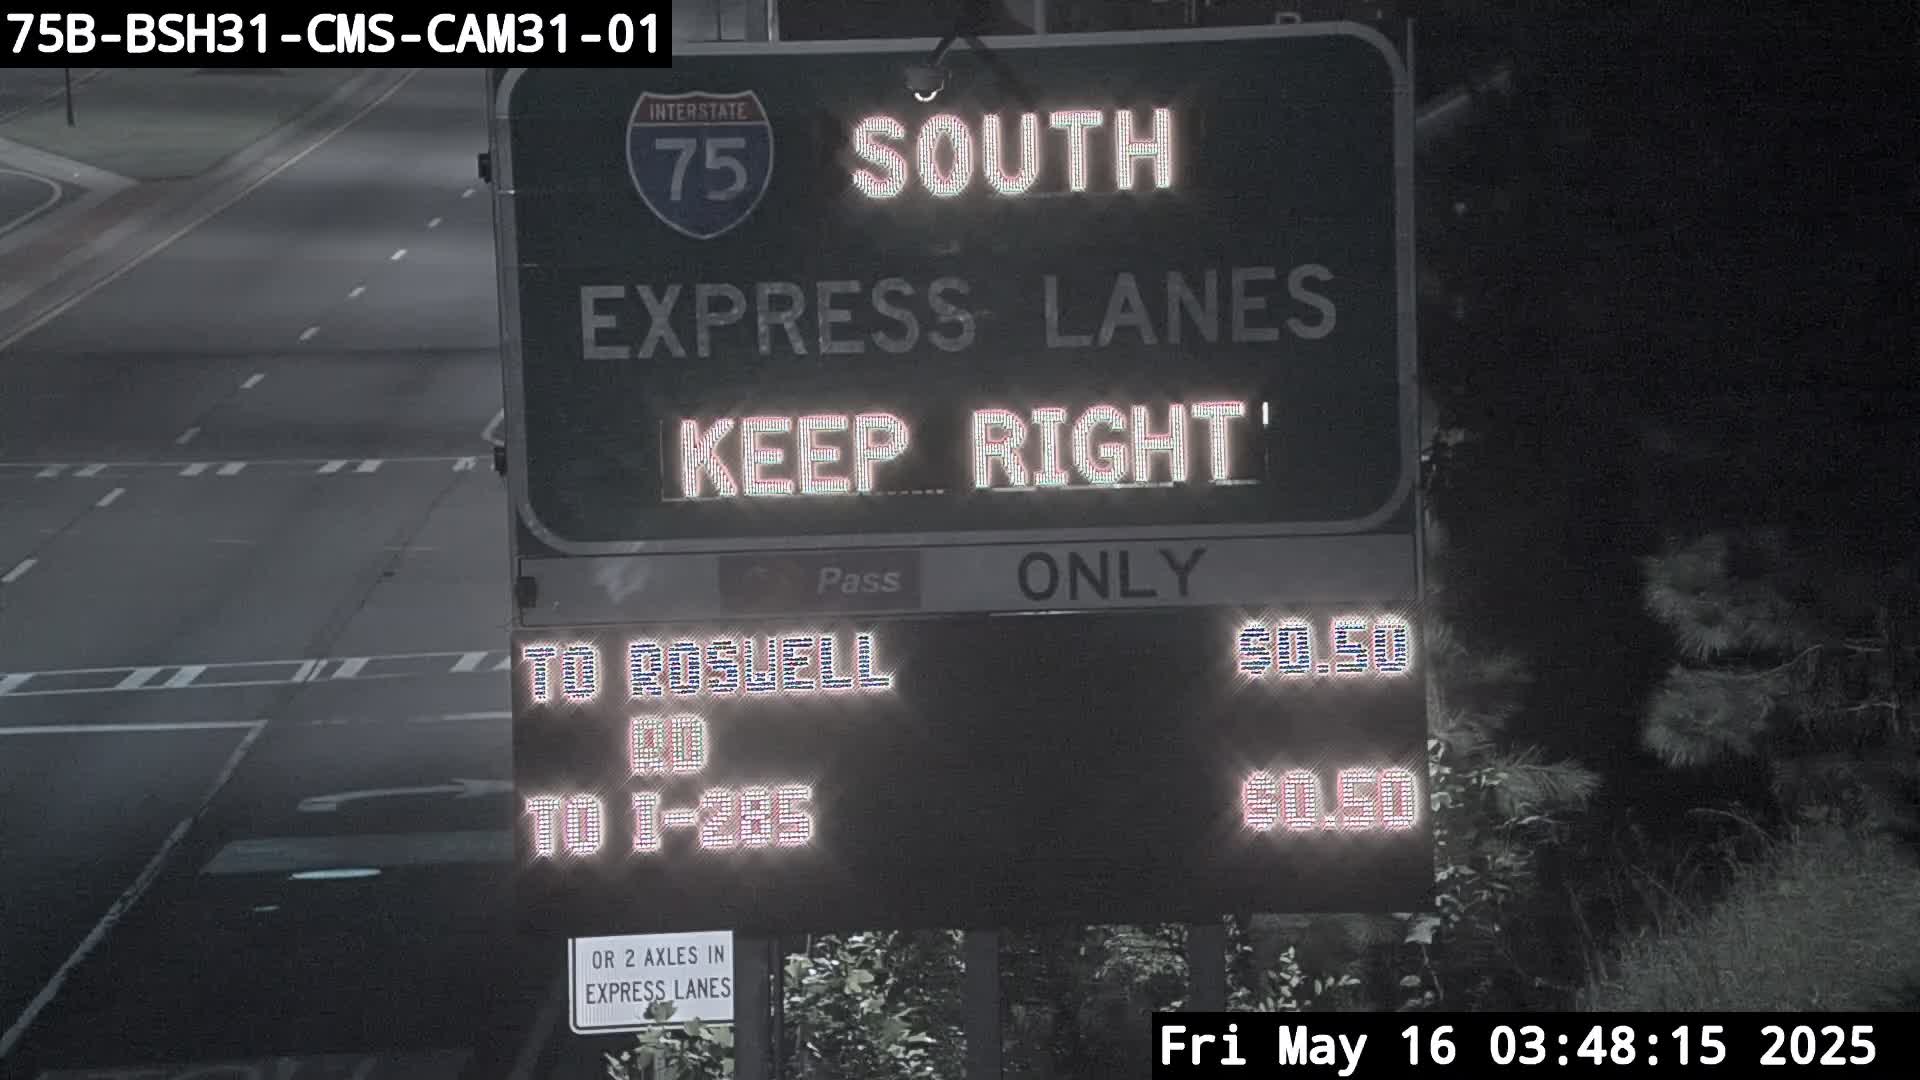 75B-BSH31-CMS-CAM31-01
INTERSTATE
75
SOUTH
EXPRESS LANES
KEEP RIGHT
Pass
ONLY
TO ROSWELL $0.50
RD
TO I-285 $0.50
OR 2 AXLES IN
EXPRESS LANES
Fri May 16 03:48:15 2025